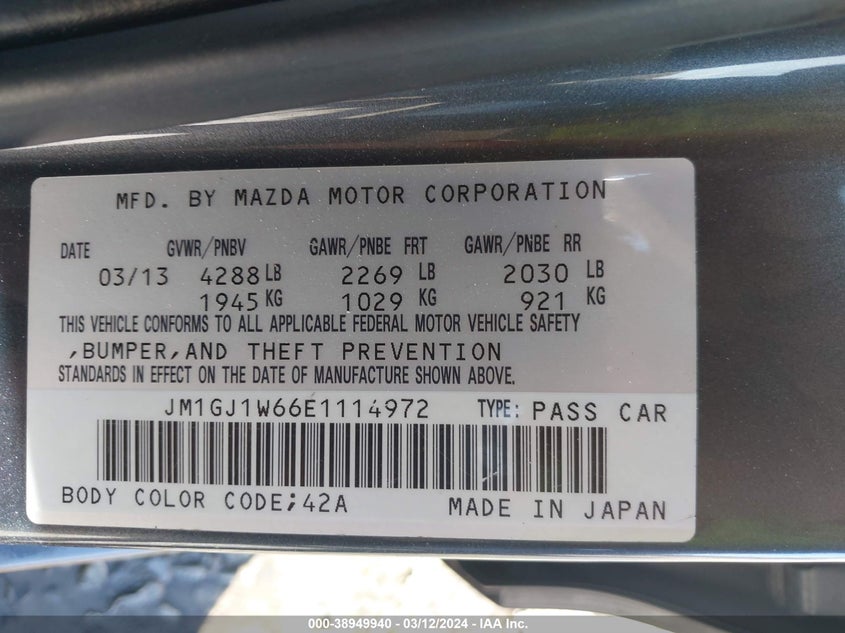 MFD. BY MAZDA MOTOR CORPORATION
DATE GVWR/PNBV GAWR/PNBE FRT GAWR/PNBE RR
03/13 4288 LB 2269 LB 2030 LB
1945 KG 1029 KG 921 KG
THIS VEHICLE CONFORMS TO ALL APPLICABLE FEDERAL MOTOR VEHICLE SAFETY
,BUMPER,AND THEFT PREVENTION
STANDARDS IN EFFECT ON THE DATE OF MANUFACTURE SHOWN ABOVE.
JM1GJ1W66E1114972 TYPE: PASS CAR
BODY COLOR CODE;42A MADE IN JAPAN
000-38949940 - 03/12/2024 - IAA Inc.